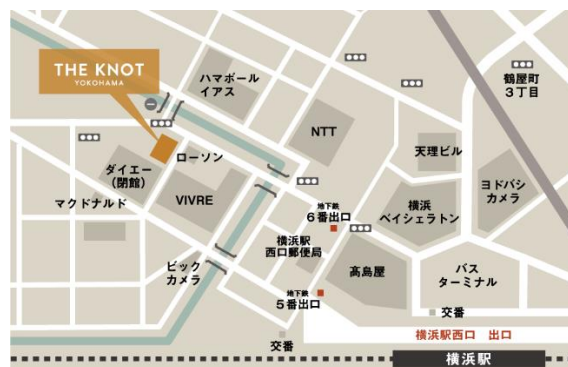 THE KNOT
YOKOHAMA
ハマボール
イアス
鶴屋町
3丁目
NTT
天理ビル
ローソン
ダイエー
(閉館)
VIVRE
マクドナルド
地下鉄
6番出口
横浜
ベイシェラトン
ヨドバシ
カメラ
横浜駅
西口郵便局
髙島屋
バス
ターミナル
ビック
カメラ
地下鉄
5番出口
交番
交番
横浜駅西口 出口
横浜駅